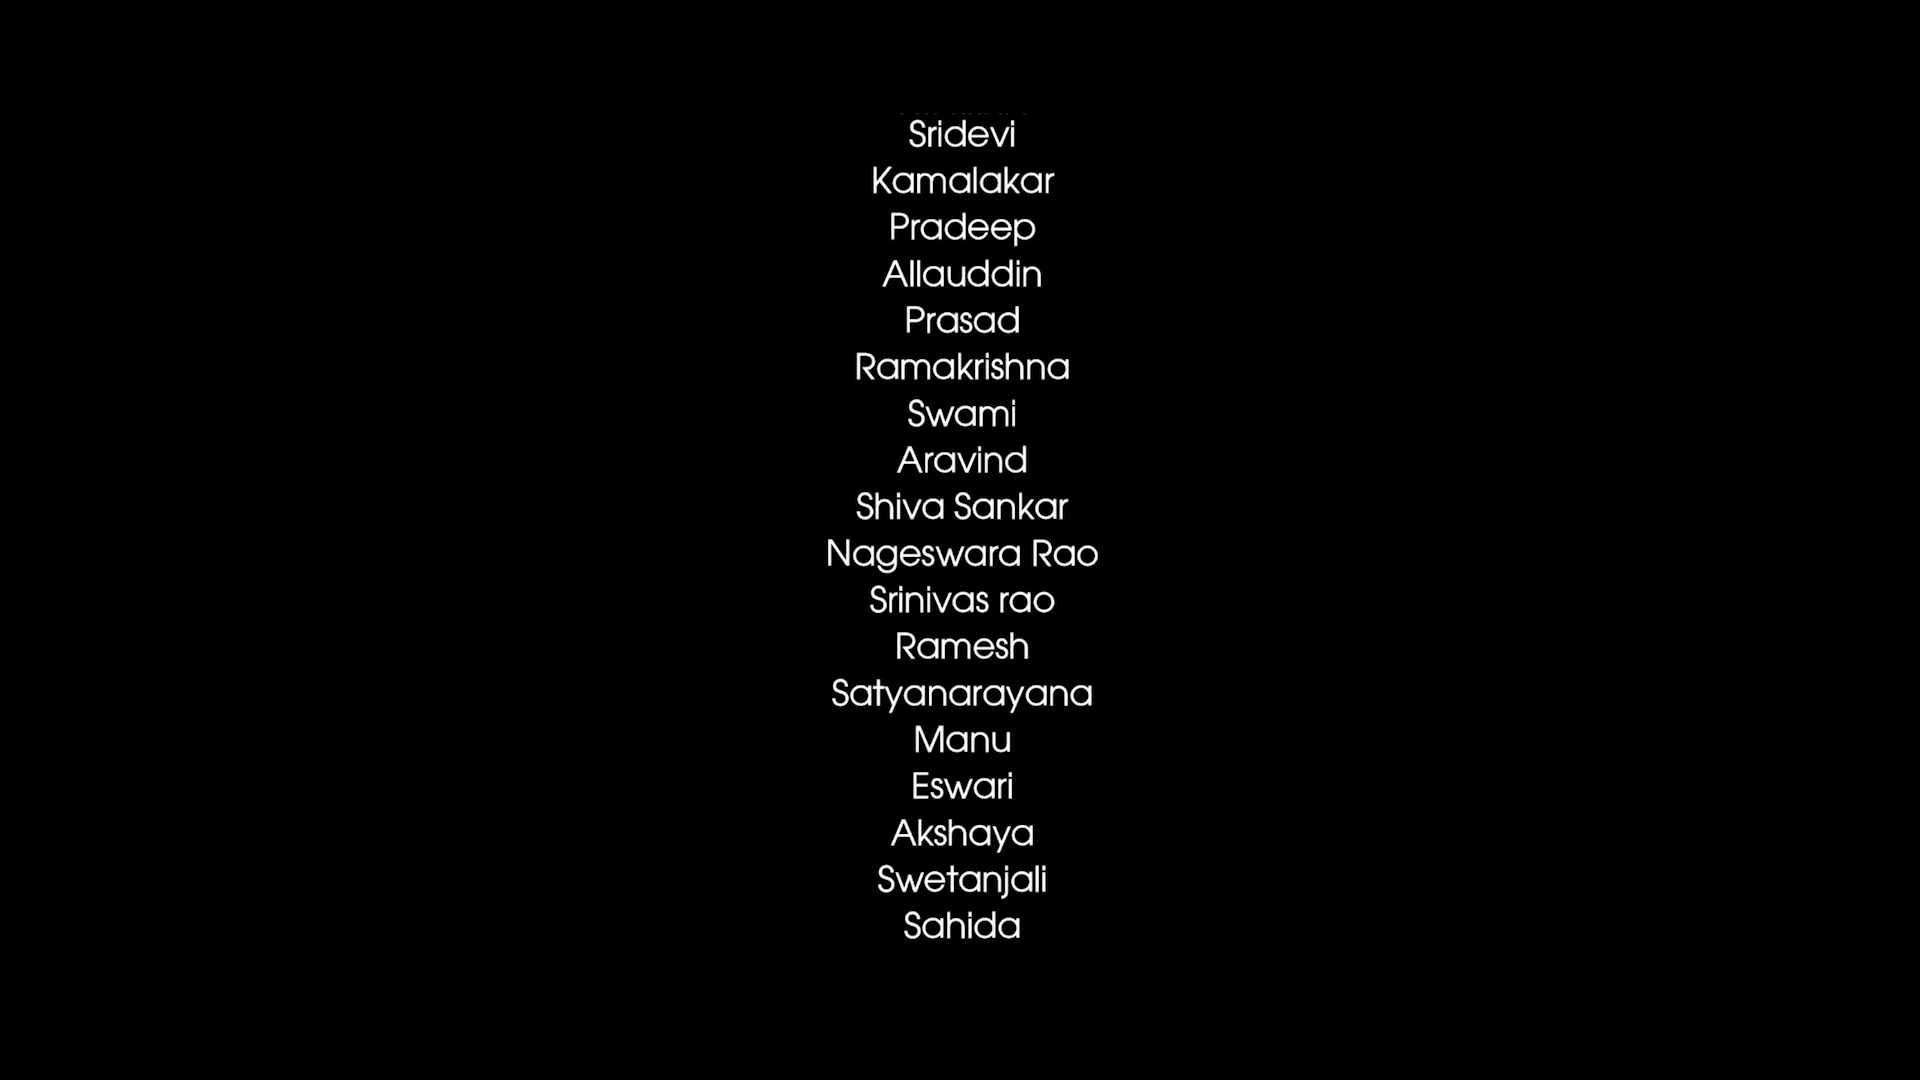 Sridevi
Kamalakar
Pradeep
Allauddin
Prasad
Ramakrishna
Swami
Aravind
Shiva Sankar
Nageswara Rao
Srinivas rao
Ramesh
Satyanarayana
Manu
Eswari
Akshaya
Swetanjali
Sahida